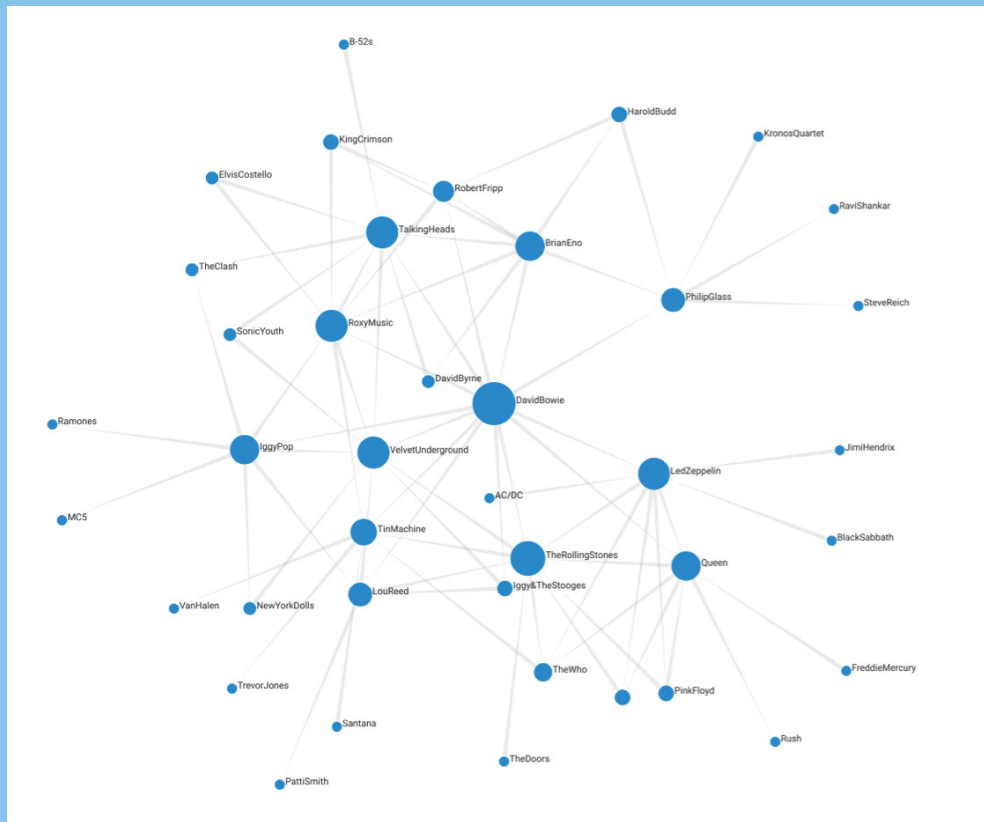 B-52s
HaroldBudd
KronosQuartet
KingCrimson
ElvisCostello
RobertFripp
RaviShankar
TalkingHeads
BrianEno
TheClash
PhilipGlass
SteveReich
RoxyMusic
SonicYouth
DavidByrne
DavidBowie
Ramones
IggyPop
VelvetUnderground
JimiHendrix
LedZeppelin
AC/DC
MC5
TinMachine
BlackSabbath
TheRollingStones
Queen
Iggy&TheStooges
LouReed
VanHalen
NewYorkDolls
FreddieMercury
TheWho
TrevorJones
PinkFloyd
Santana
Rush
TheDoors
PattiSmith